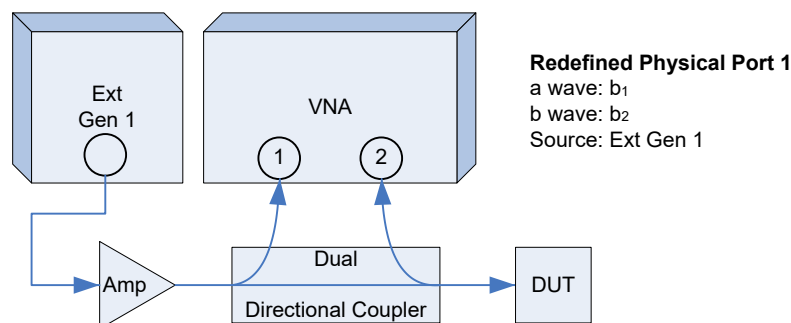 Ext
Gen 1
VNA
1
2
Redefined Physical Port 1
a wave: b₁
b wave: b₂
Source: Ext Gen 1
Amp
Dual
Directional Coupler
DUT